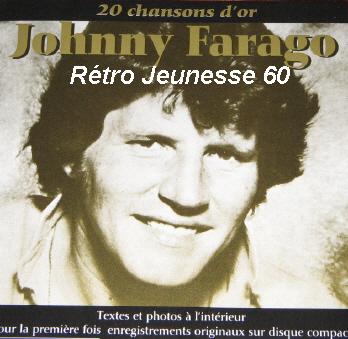 20 chansons d'or
Johnny Farago
Rétro Jeunesse 60
Textes et photos à l'intérieur
our la première fois enregistrements originaux sur disque compac